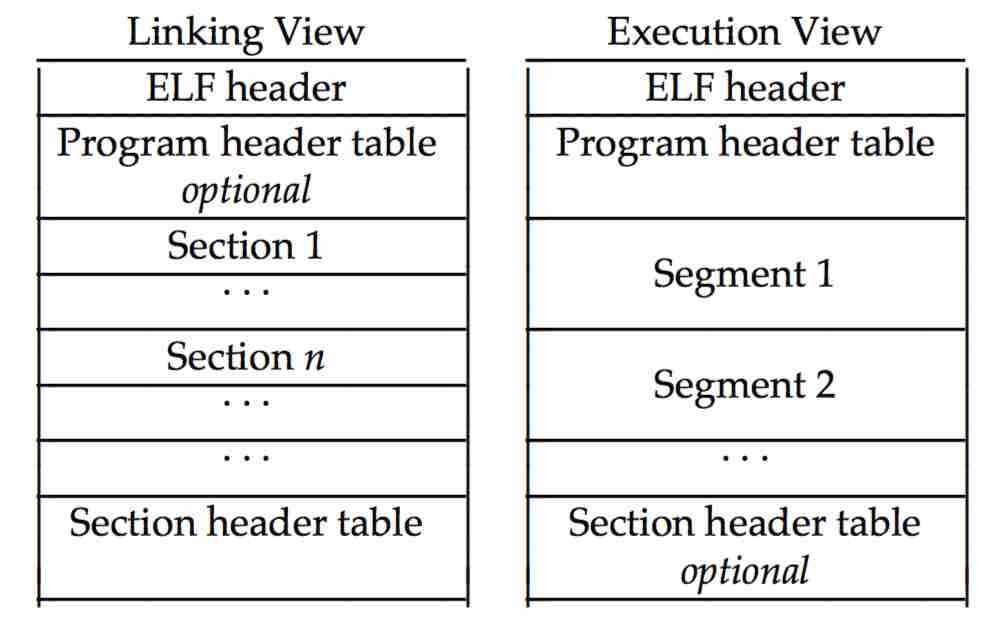 Linking View
ELF header
Program header table
optional
Section 1
. . .
Section n
. . .
. . .
Section header table
Execution View
ELF header
Program header table
Segment 1
Segment 2
. . .
Section header table
optional